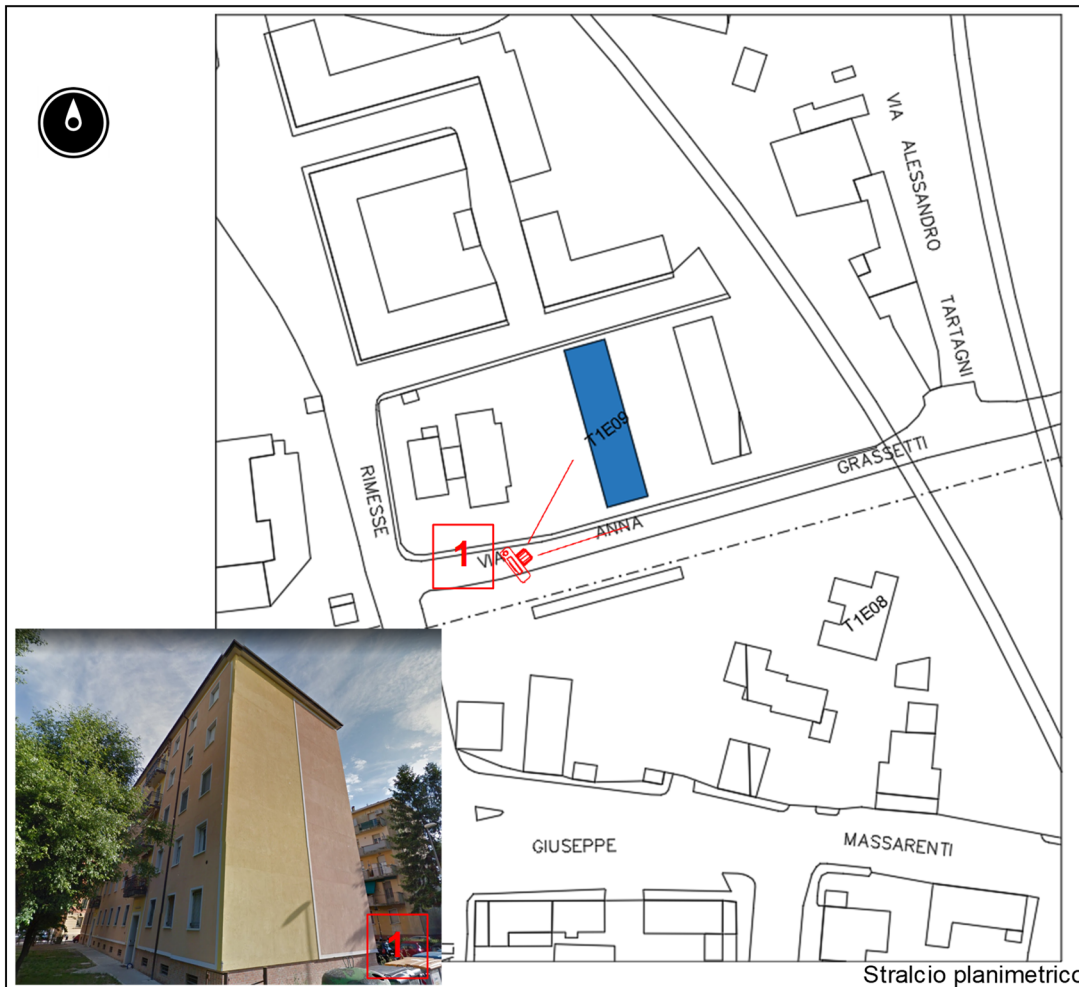 VIA
ALESSANDRO
TARTAGNI
T1E09
GRASSETTI
RIMESSE
ANNA
1
VIA
T1E08
GIUSEPPE
MASSARENTI
1
Stralcio planimetrico